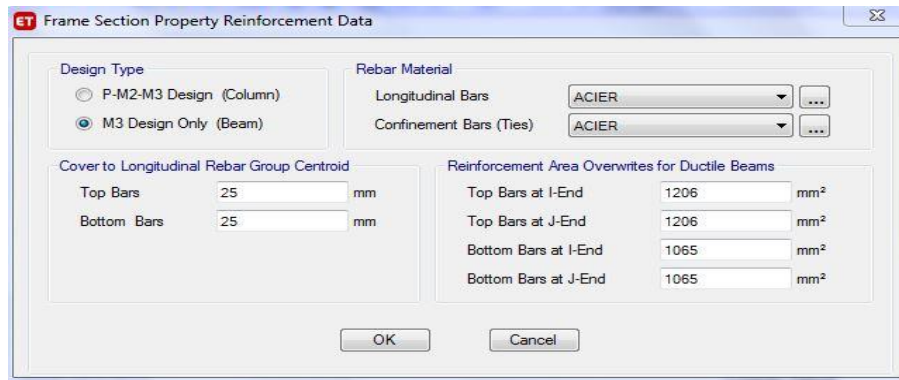 ET Frame Section Property Reinforcement Data
Design Type
P-M2-M3 Design (Column)
M3 Design Only (Beam)
Rebar Material
Longitudinal Bars ACIER ...
Confinement Bars (Ties) ACIER ...
Cover to Longitudinal Rebar Group Centroid
Top Bars 25 mm
Bottom Bars 25 mm
Reinforcement Area Overwrites for Ductile Beams
Top Bars at I-End 1206 mm²
Top Bars at J-End 1206 mm²
Bottom Bars at I-End 1065 mm²
Bottom Bars at J-End 1065 mm²
OK Cancel